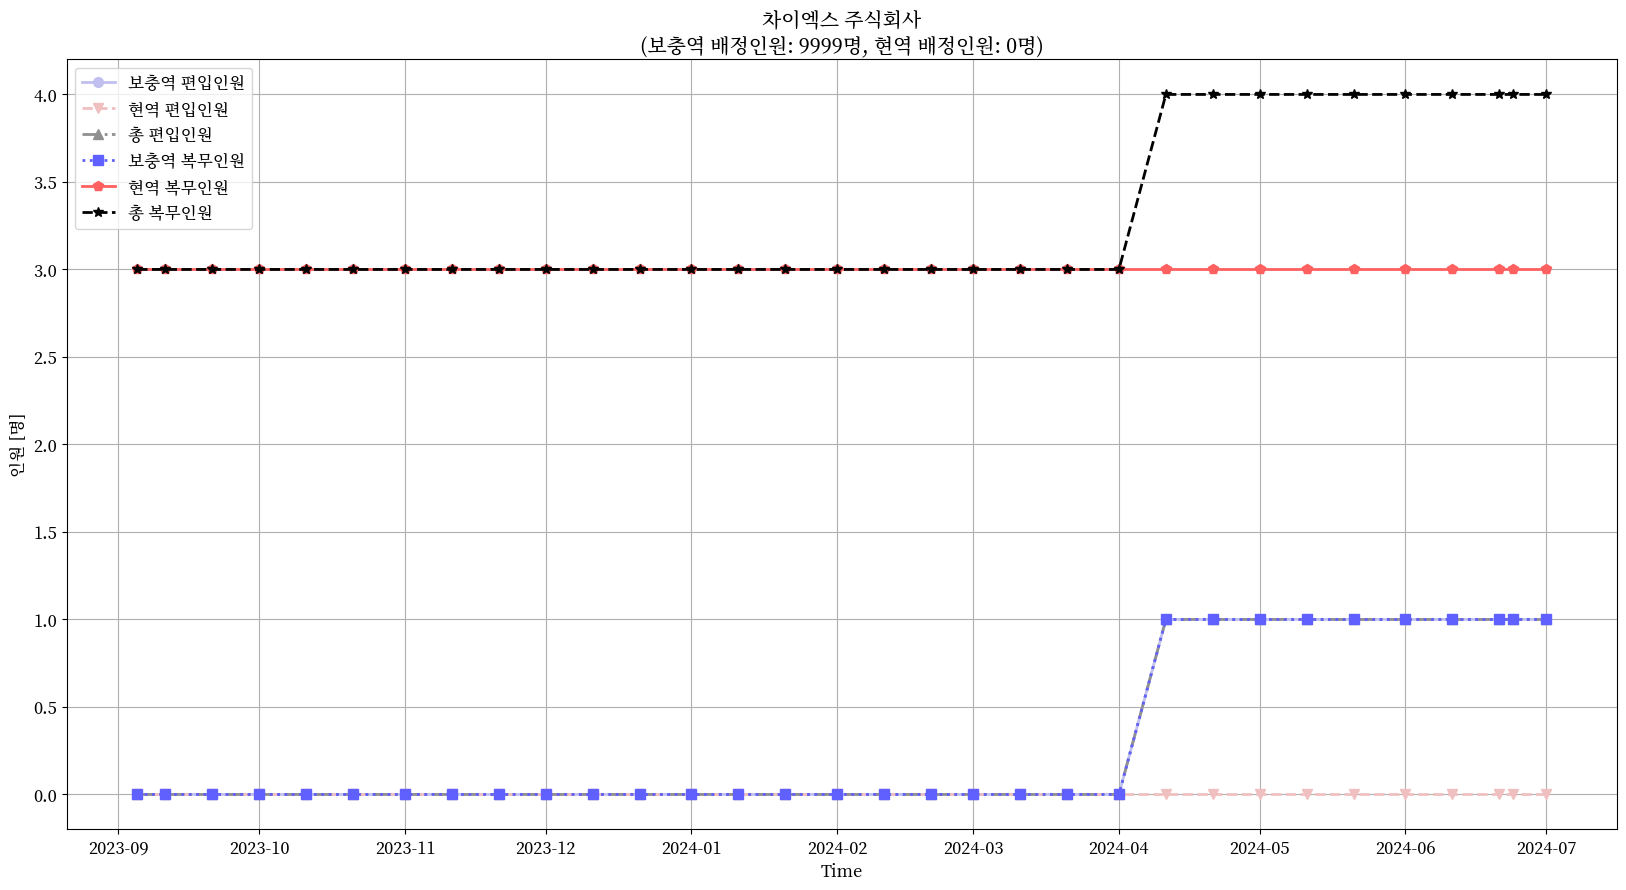 차이엑스 주식회사
(보충역 배정인원: 9999명, 현역 배정인원: 0명)
보충역 편입인원
현역 편입인원
총 편입인원
보충역 복무인원
현역 복무인원
총 복무인원
4.0
3.5
3.0
2.5
2.0
1.5
1.0
0.5
0.0
인원 [명]
2023-09 2023-10 2023-11 2023-12 2024-01 2024-02 2024-03 2024-04 2024-05 2024-06 2024-07
Time